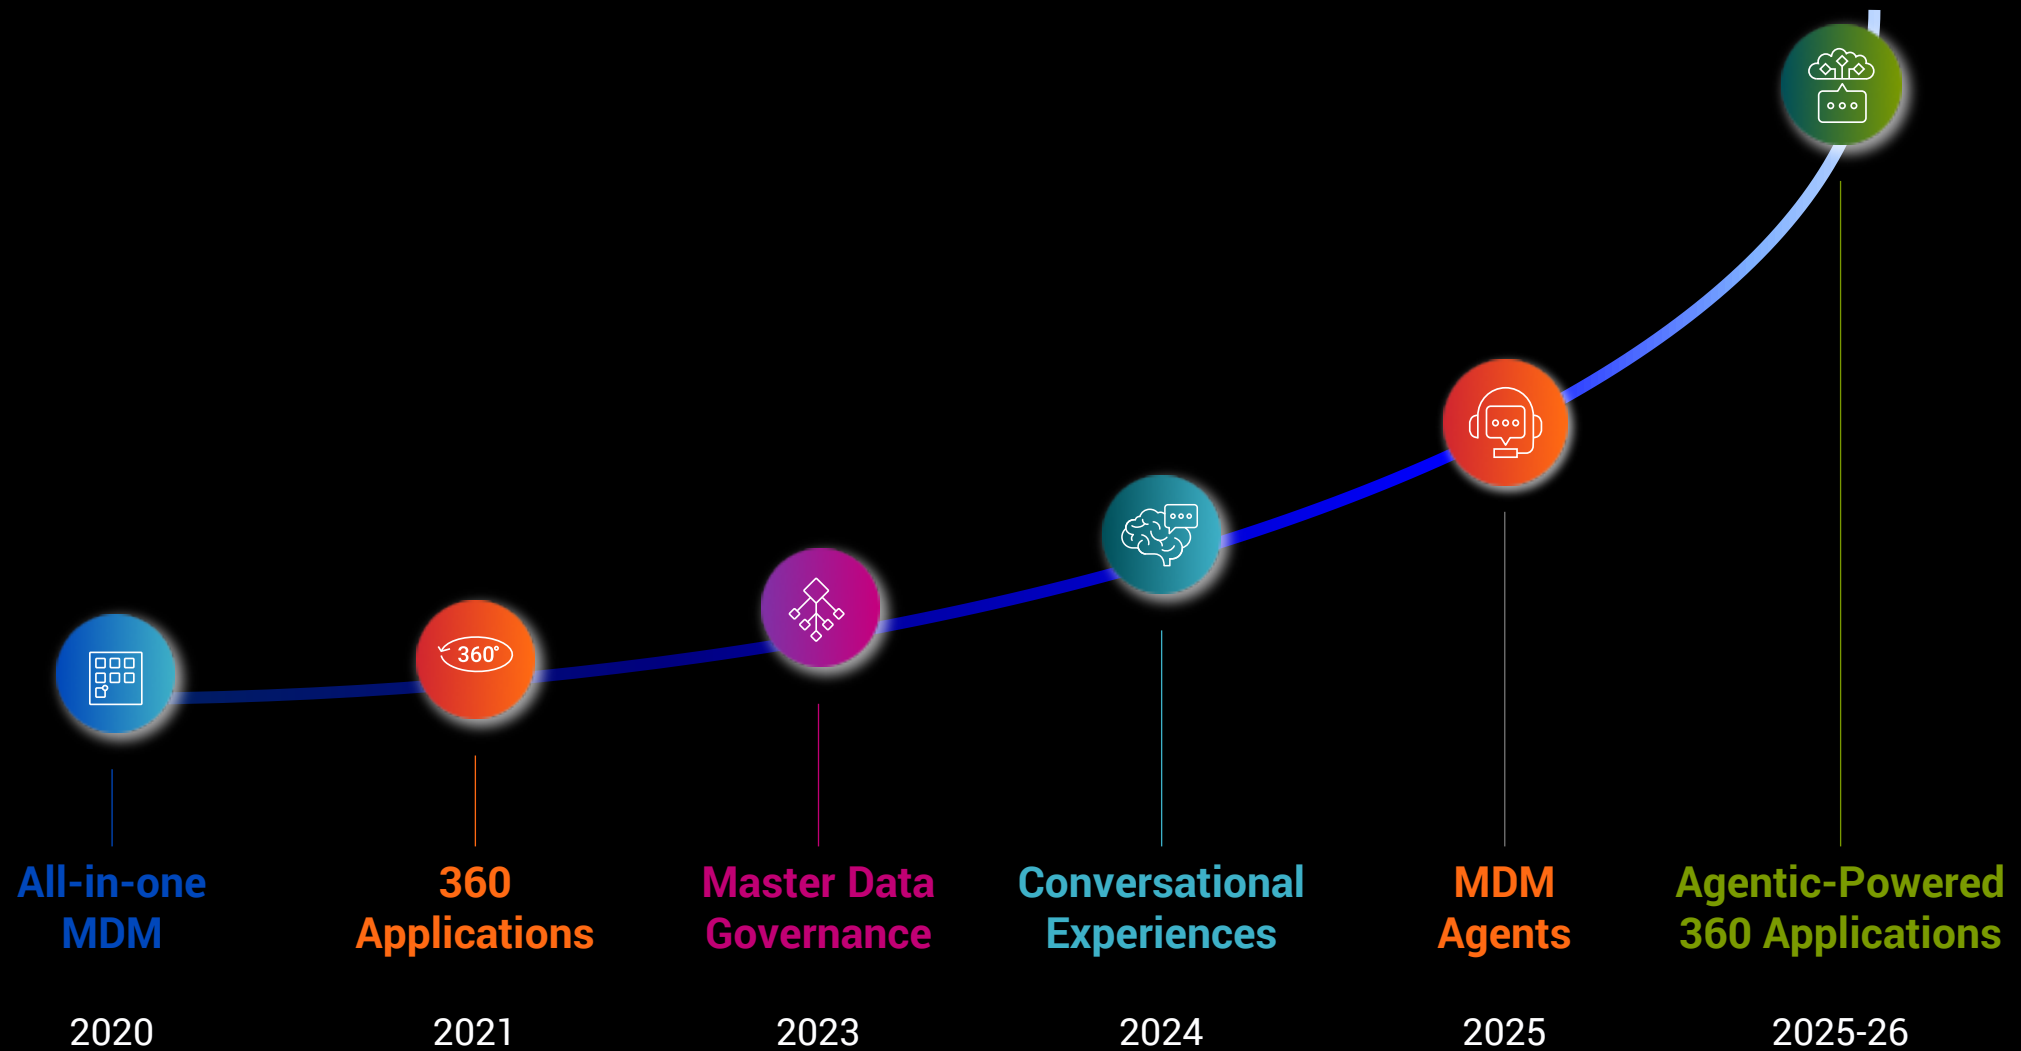 360°
All-in-one
MDM
2020
360
Applications
2021
Master Data
Governance
2023
Conversational
Experiences
2024
MDM
Agents
2025
Agentic-Powered
360 Applications
2025-26